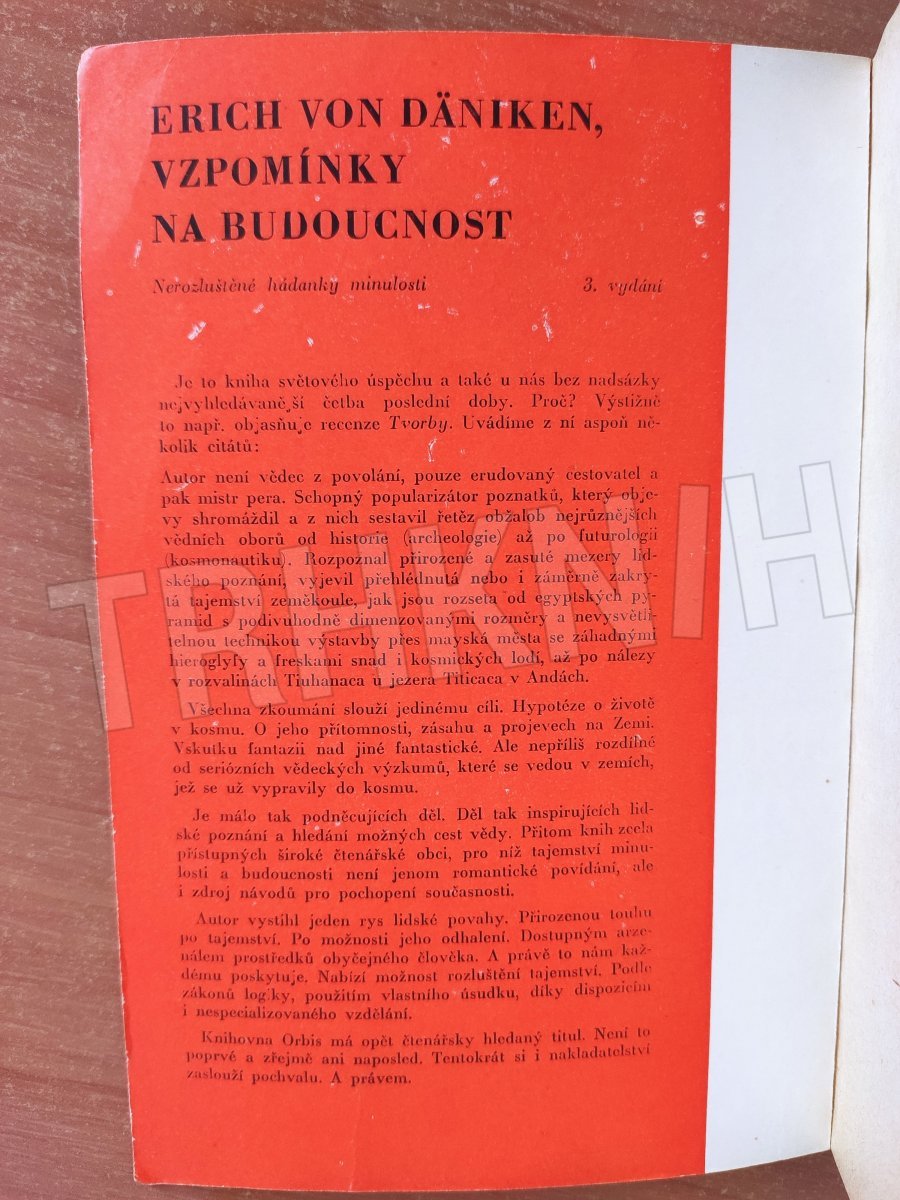 ERICH VON DÄNIKEN,
VZPOMÍNKY
NA BUDOUCNOST
Nerozluštěné hádanky minulosti 3. vydání
Je to kniha světového úspěchu a také u nás bez nadsázky
nejvyhledávanější četba poslední doby. Proč? Výstižně
to např. objasňuje recenze Tvorby. Uvádíme z ní aspoň ně-
kolik citátů:
Autor není vědec z povolání, pouze erudovaný cestovatel a
pak mistr pera. Schopný popularizátor poznatků, který obje-
vy shromáždil a z nich sestavil řetěz obžalob nejrůznějších
vědních oborů od historie (archeologie) až po futurologii
(kosmonautiku). Rozpoznal přirozené a zasuté mezery lid-
ského poznání, vyjevil přehlédnutá nebo i záměrně zakry-
tá tajemství zeměkoule, jak jsou rozseta od egyptských py-
ramid s podivuhodně dimenzovanými rozměry a nevysvětli-
telnou technikou výstavby přes mayská města se záhadnými
hieroglyfy a freskami snad i kosmických lodí, až po nálezy
v rozvalinách Tiuhanaca u jezera Titicaca v Andách.
Všechna zkoumání slouží jedinému cíli. Hypotéze o životě
v kosmu. O jeho přítomnosti, zásahu a projevech na Zemi.
Vskutku fantazii nad jiné fantastické. Ale nepříliš rozdílné
od seriózních vědeckých výzkumů, které se vedou v zemích,
jež se už vypravily do kosmu.
Je málo tak podněcujících děl. Děl tak inspirujících lid-
ské poznání a hledání možných cest vědy. Přitom knih zcela
přístupných široké čtenářské obci, pro níž tajemství minu-
losti a budoucnosti není jenom romantické povídání, ale
i zdroj návodů pro pochopení současnosti.
Autor vystihl jeden rys lidské povahy. Přirozenou touhu
po tajemství. Po možnosti jeho odhalení. Dostupným arze-
nálem prostředků obyčejného člověka. A právě to nám kaž-
dému poskytuje. Nabízí možnost rozluštění tajemství. Podle
zákonů logiky, použitím vlastního úsudku, díky dispozicím
i nespecializovaného vzdělání.
Knihovna Orbis má opět čtenářsky hledaný titul. Není to
poprvé a zřejmě ani naposled. Tentokrát si i nakladatelství
zaslouží pochvalu. A právem.
TRHKNIH